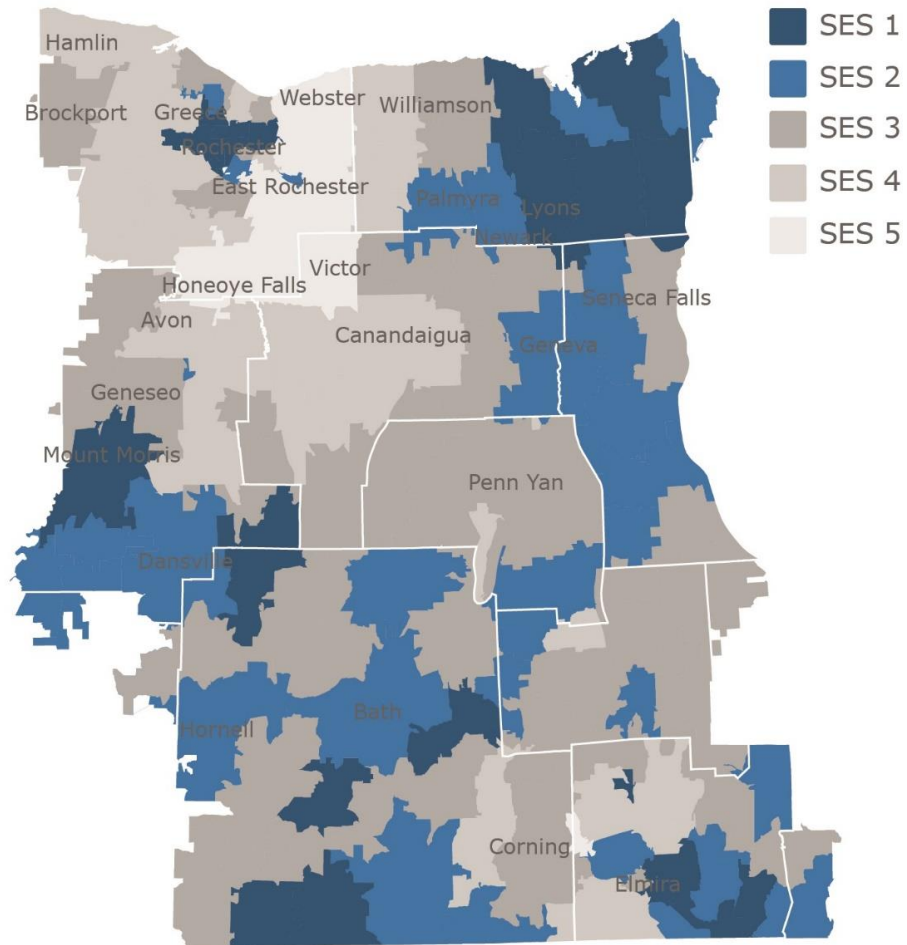 Hamlin
Webster
Brockport
Greece
Williamson
Rochester
East Rochester
Palmyra
Lyons
Newark
Honeoye Falls
Victor
Seneca Falls
Avon
Canandaigua
Geneva
Geneseo
Mount Morris
Penn Yan
Dansville
Hornell
Bath
Corning
Elmira
SES 1
SES 2
SES 3
SES 4
SES 5